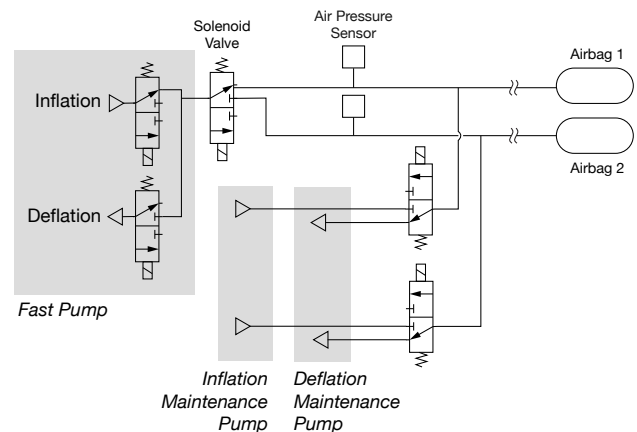 Solenoid
Valve
Air Pressure
Sensor
Airbag 1
Inflation
Airbag 2
Deflation
Fast Pump
Inflation
Maintenance
Pump
Deflation
Maintenance
Pump